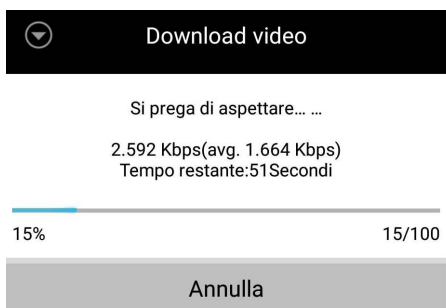 Download video
Si prega di aspettare... ...
2.592 Kbps(avg. 1.664 Kbps)
Tempo restante:51Secondi
15%
15/100
Annulla